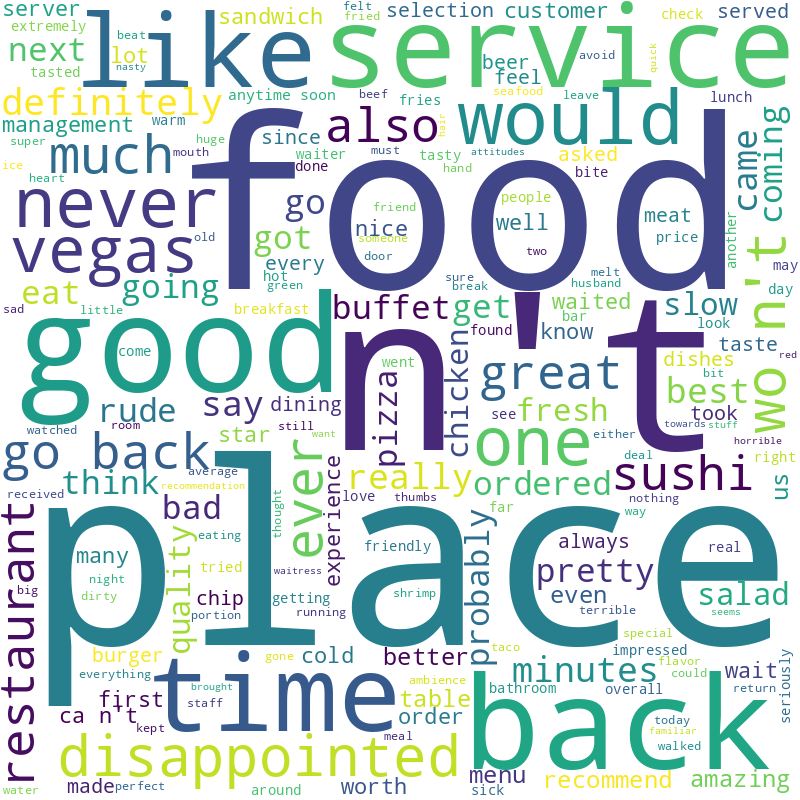 server
extremely
tasted
next
lot
like
beat
nasty
sandwich
felt
fried
service
selection
customer
check
served
beer
feel
avoid
quick
seafood
leave
lunch
definitely
anytime soon
beef
fries
would
management
super
warm
huge
mouth
since
waiter
done
also
hair
tasty
hand
must
attitudes
asked
bite
came
coming
much
ice
heart
never
food
go
nice
friend
someone
well
people
two
meat
price
another
vegas
old
got
every
hot
green
door
sure
break
melt
husband
may
day
n't
wo
eat
going
sad
little
breakfast
buffet
get
found
bar
waited
know
slow
look
taste
red
good
come
n't
went
chicken
great
see
dishes
bit
best
took
rude
say
dining
pizza
fresh
towards
stuff
horrible
watched
room
star
still
want
one
either
deal
right
go back
average
ever
really
ordered
sushi
nothing
us
think
received
recommendation
bad
thought
experience
love
thumbs
far
way
restaurant
place
many
night
dirty
quality
eating
tried
waitress
friendly
probably
always
pretty
real
big
chip
portion
getting
running
shrimp
even
terrible
salad
seems
burger
gone
cold
better
taco
impressed
special
flavor
could
everything
time
brought
staff
ambience
table
minutes
bathroom
overall
wait
return
seriously
first
ca n't
kept
order
meal
back
today
familiar
walked
disappointed
menu
sick
water
made
perfect
around
worth
recommend
amazing